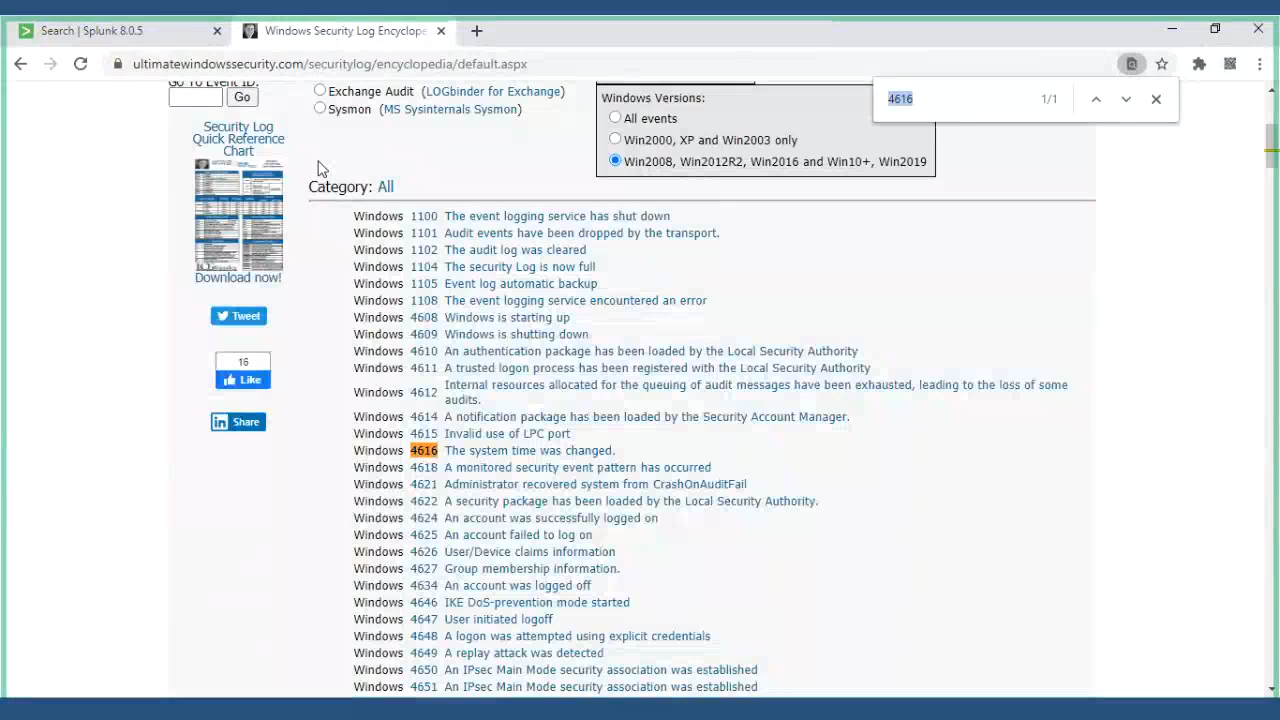 Search | Splunk 8.0.5
Windows Security Log Encyclope
ultimatewindowssecurity.com/securitylog/encyclopedia/default.aspx
4616
1/1
Go To Event ID:
Go
Security Log
Quick Reference
Chart
Download now!
Tweet
16
Like
Share
Exchange Audit (LOGbinder for Exchange)
Sysmon (MS Sysinternals Sysmon)
Windows Versions:
All events
Win2000, XP and Win2003 only
Win2008, Win2012R2, Win2016 and Win10+, Win2019
Category: All
Windows 1100 The event logging service has shut down
Windows 1101 Audit events have been dropped by the transport.
Windows 1102 The audit log was cleared
Windows 1104 The security Log is now full
Windows 1105 Event log automatic backup
Windows 1108 The event logging service encountered an error
Windows 4608 Windows is starting up
Windows 4609 Windows is shutting down
Windows 4610 An authentication package has been loaded by the Local Security Authority
Windows 4611 A trusted logon process has been registered with the Local Security Authority
Windows 4612 Internal resources allocated for the queuing of audit messages have been exhausted, leading to the loss of some
audits.
Windows 4614 A notification package has been loaded by the Security Account Manager.
Windows 4615 Invalid use of LPC port
Windows 4616 The system time was changed.
Windows 4618 A monitored security event pattern has occurred
Windows 4621 Administrator recovered system from CrashOnAuditFail
Windows 4622 A security package has been loaded by the Local Security Authority.
Windows 4624 An account was successfully logged on
Windows 4625 An account failed to log on
Windows 4626 User/Device claims information
Windows 4627 Group membership information.
Windows 4634 An account was logged off
Windows 4646 IKE DoS-prevention mode started
Windows 4647 User initiated logoff
Windows 4648 A logon was attempted using explicit credentials
Windows 4649 A replay attack was detected
Windows 4650 An IPsec Main Mode security association was established
Windows 4651 An IPsec Main Mode security association was established